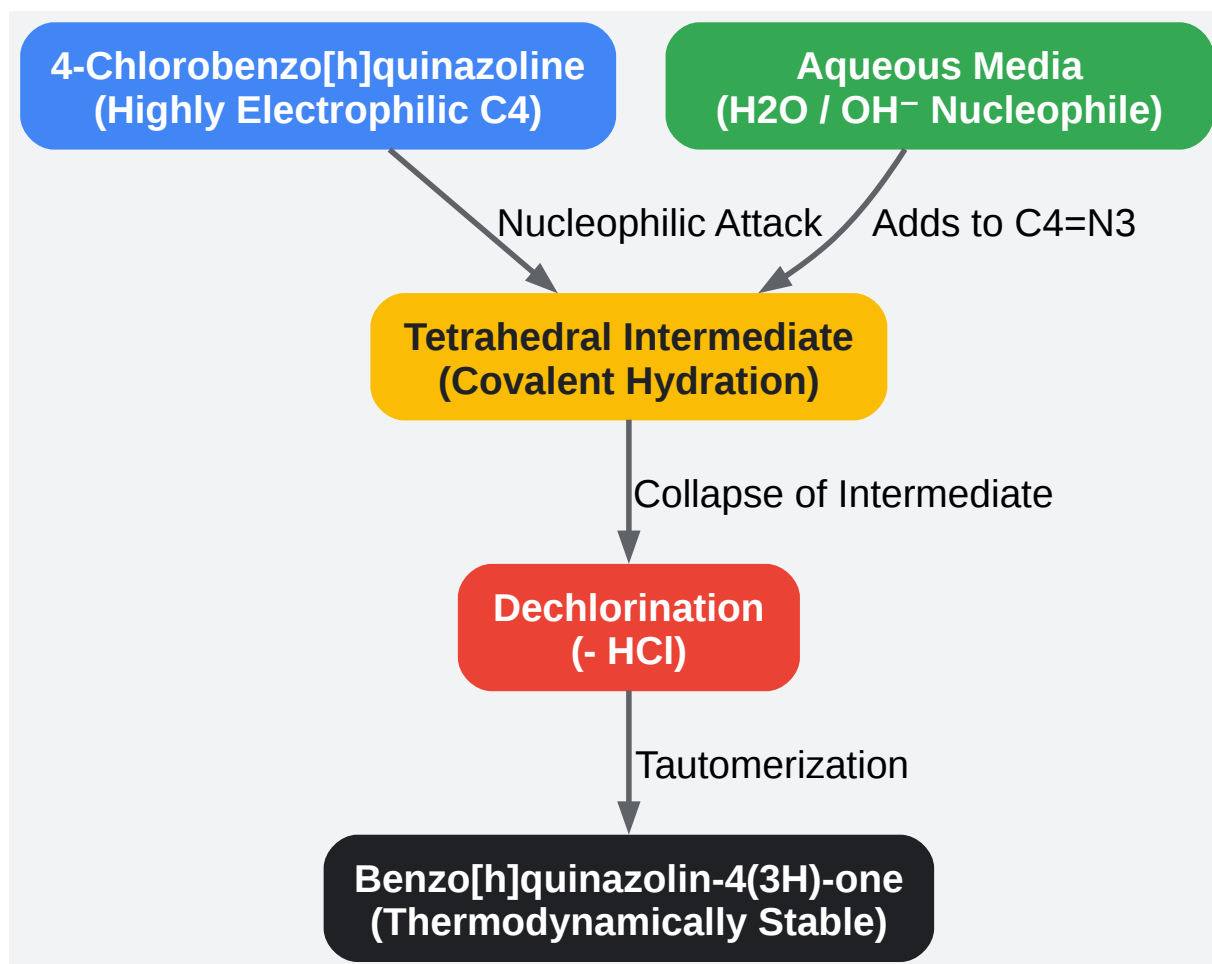 4-Chlorobenzo[h]quinazoline
(Highly Electrophilic C4)
Aqueous Media
(H2O / OH⁻ Nucleophile)
Nucleophilic Attack
Adds to C4=N3
Tetrahedral Intermediate
(Covalent Hydration)
Collapse of Intermediate
Dechlorination
(- HCl)
Tautomerization
Benzo[h]quinazolin-4(3H)-one
(Thermodynamically Stable)